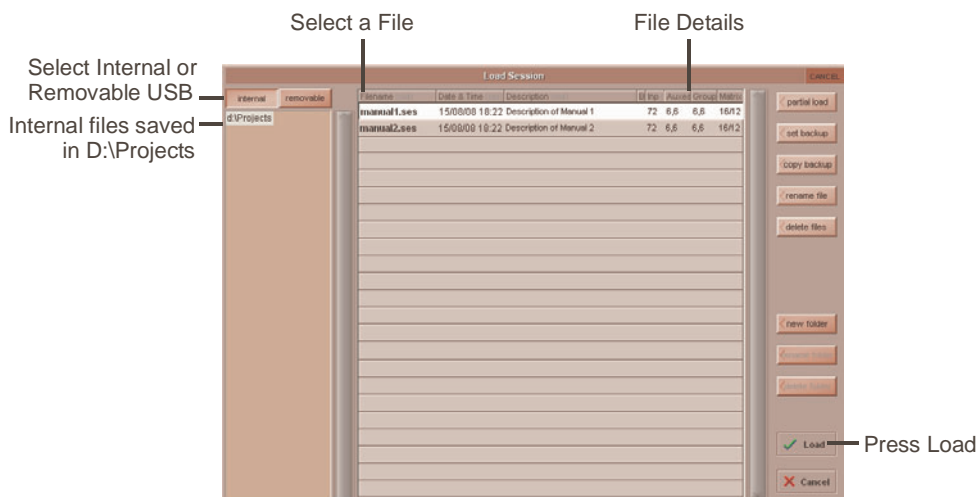 Select a File
File Details
Select Internal or
Removable USB
Internal files saved
in D:\Projects
Load Session
CANCEL
internal
removable
d:\Projects
Filename Date & Time Description B Inp Auxes Group Matrix
manual1.ses 15/08/08 18:22 Description of Manual 1 72 6,6 6,6 16/12
manual2.ses 15/08/08 18:22 Description of Manual 2 72 6,6 6,6 16/12
partial load
set backup
copy backup
rename file
delete files
new folder
Load
Press Load
Cancel